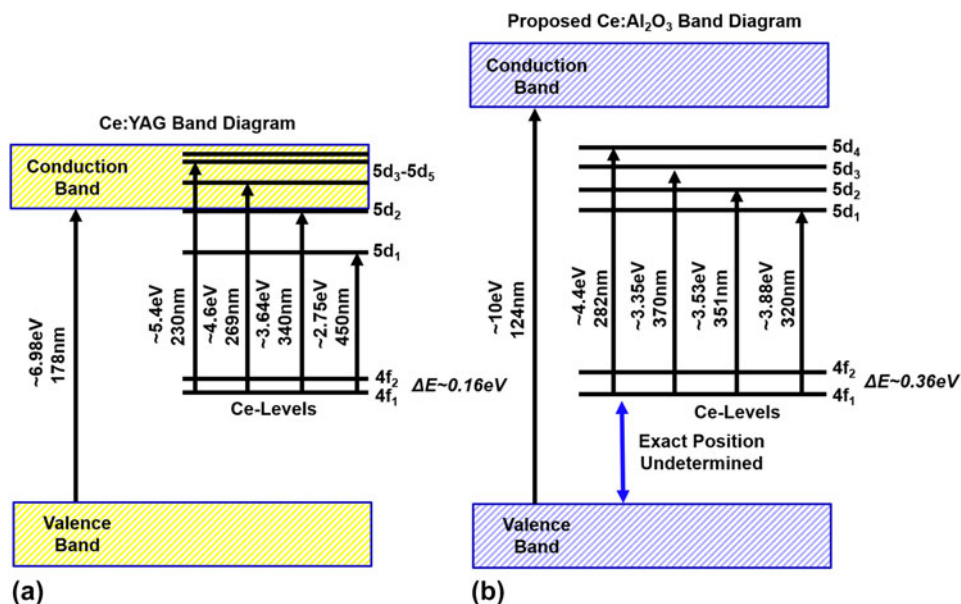 Ce:YAG Band Diagram
Conduction
Band
5d₃-5d₅
5d₂
5d₁
~6.98eV
178nm
~5.4eV
230nm
~4.6eV
269nm
~3.64eV
340nm
~2.75eV
450nm
4f₂
4f₁
ΔE~0.16eV
Ce-Levels
Valence
Band
(a)
Proposed Ce:Al₂O₃ Band Diagram
Conduction
Band
5d₄
5d₃
5d₂
5d₁
~10eV
124nm
~4.4eV
282nm
~3.35eV
370nm
~3.53eV
351nm
~3.88eV
320nm
4f₂
4f₁
ΔE~0.36eV
Ce-Levels
Exact Position
Undetermined
Valence
Band
(b)